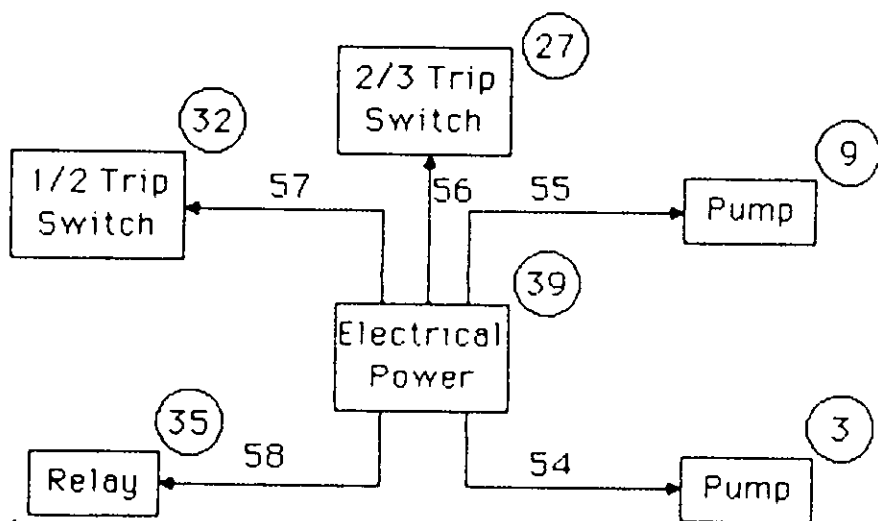 27
2/3 Trip
Switch
32
1/2 Trip
Switch
57
56
55
9
Pump
39
Electrical
Power
35
Relay
58
54
3
Pump